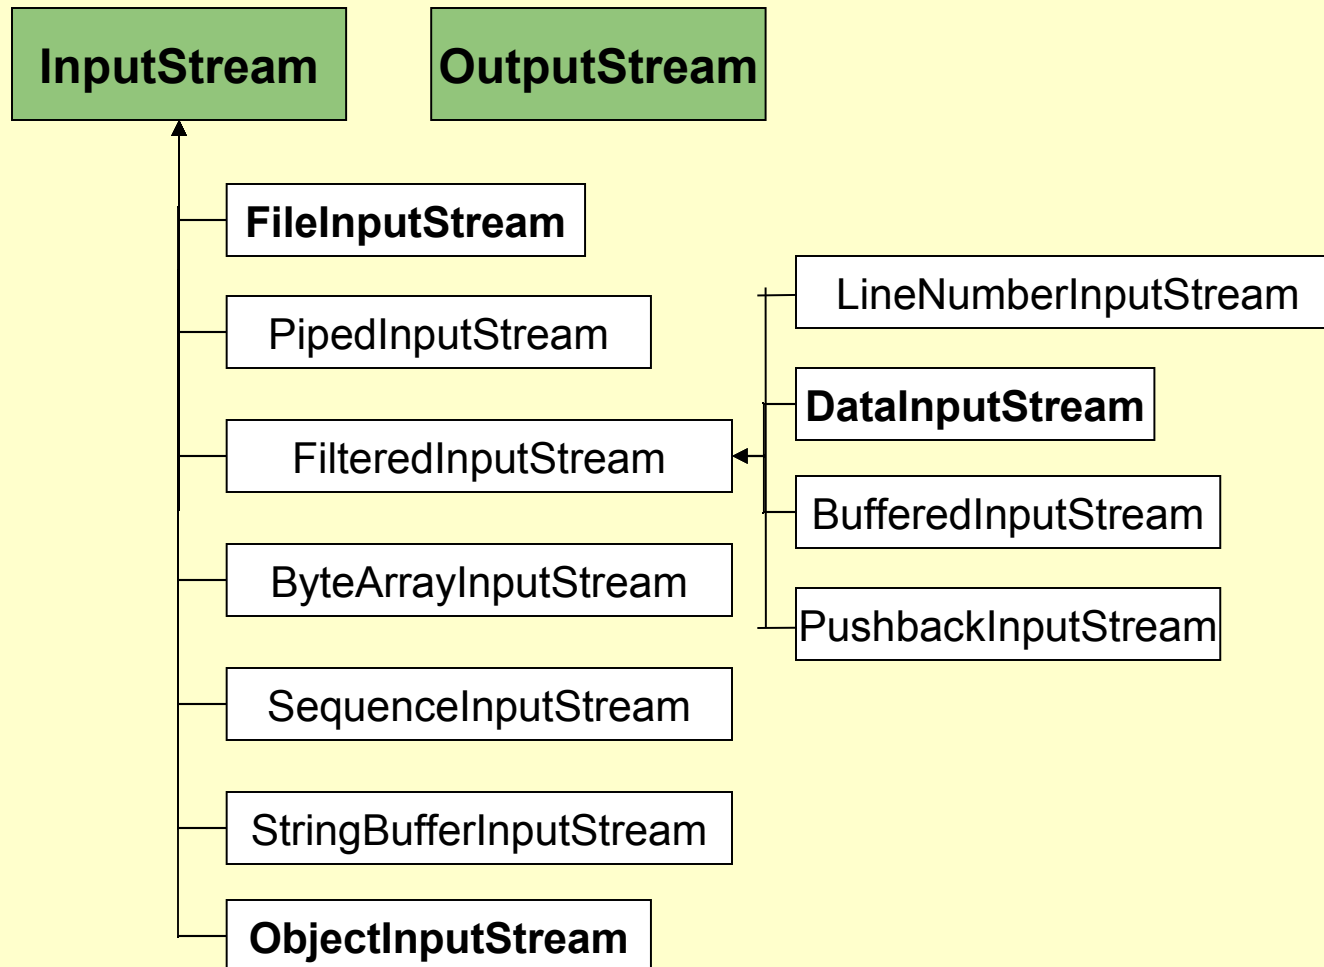 InputStream
OutputStream
FileInputStream
PipedInputStream
FilteredInputStream
ByteArrayInputStream
SequenceInputStream
StringBufferInputStream
ObjectInputStream
LineNumberInputStream
DataInputStream
BufferedInputStream
PushbackInputStream